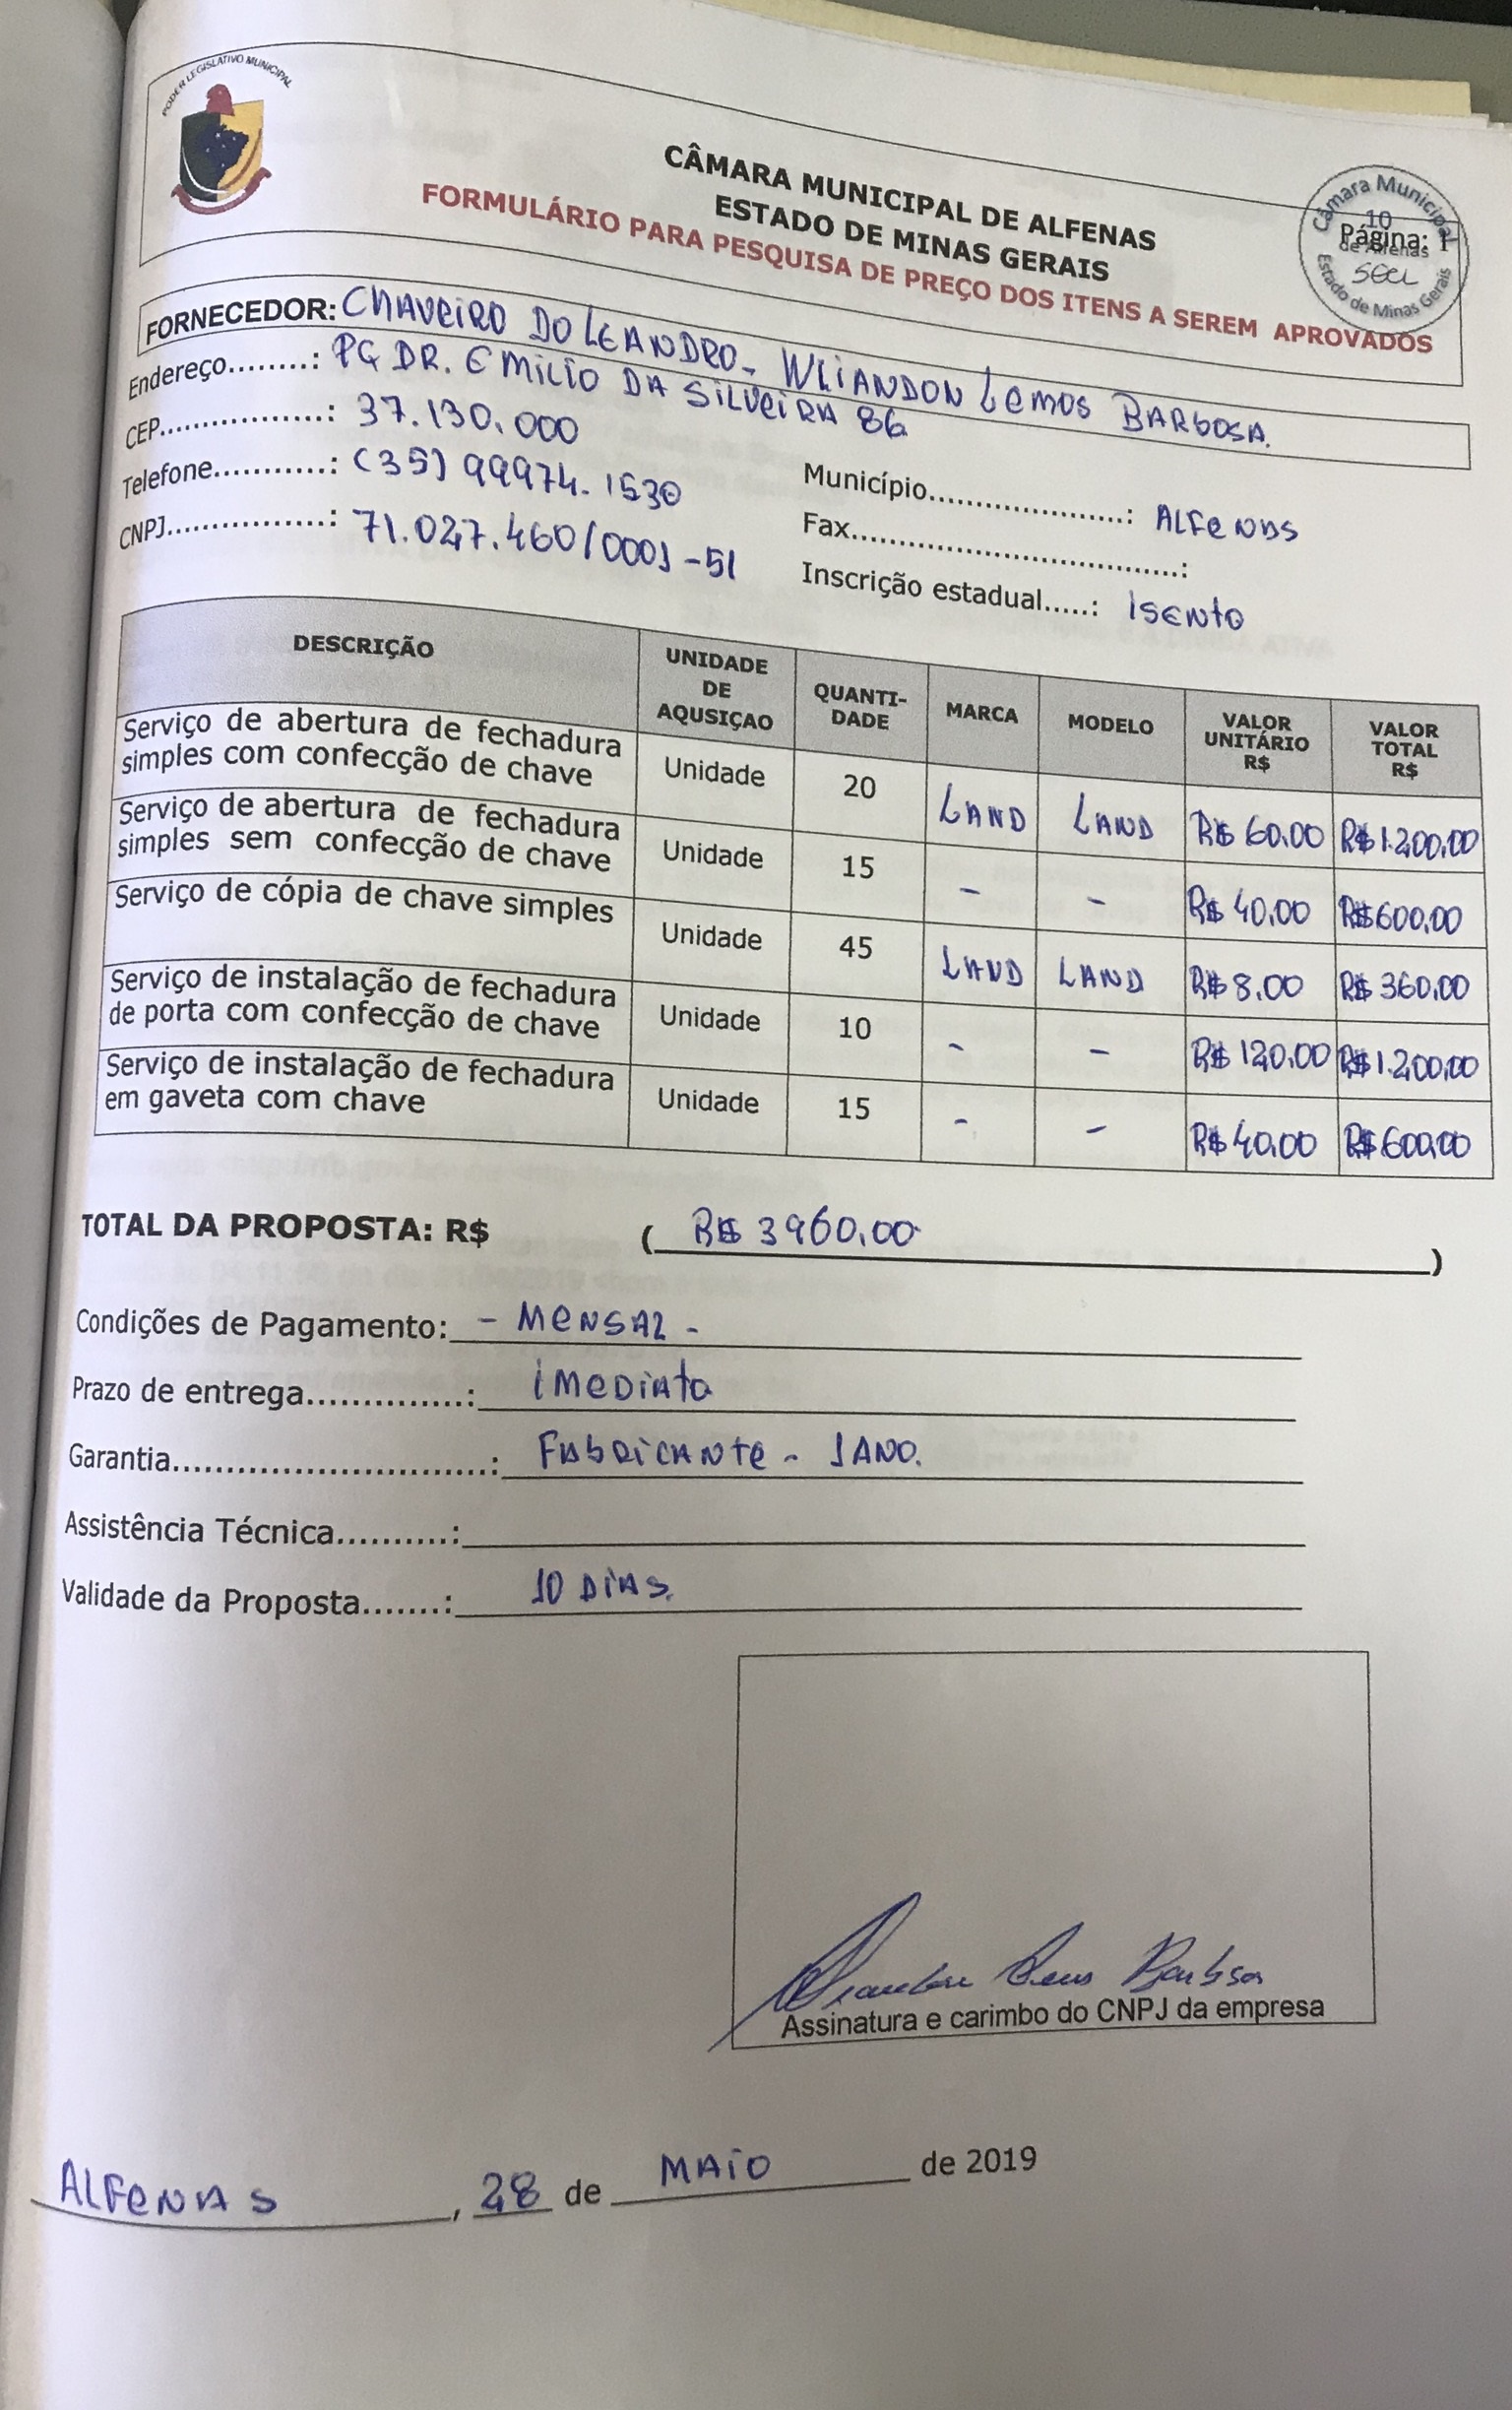 PODER LEGISLATIVO MUNICIPAL
CÂMARA MUNICIPAL DE ALFENAS
ESTADO DE MINAS GERAIS
FORMULÁRIO PARA PESQUISA DE PREÇO DOS ITENS A SEREM APROVADOS
Câmara Municipal
10
Página: 1
de Alfenas
Estado de Minas Gerais
FORNECEDOR: CHAVEIRO DO LEANDRO - WLIANDON LEMOS BARBOSA.
Endereço........: PÇ DR. EMILIO DA SILVEIRA 86
CEP.................: 37.130.000
Município.....................: ALFENAS
Telefone...........: (35) 99974.1530
Fax...................................:
CNPJ................: 71.027.460/0001-51
Inscrição estadual.....: ISENTO
DESCRIÇÃO UNIDADE DE AQUSIÇAO QUANTI-DADE MARCA MODELO VALOR UNITÁRIO R$ VALOR TOTAL R$
Serviço de abertura de fechadura
simples com confecção de chave Unidade 20 LAND LAND R$ 60.00 R$ 1.200,00
Serviço de abertura de fechadura
simples sem confecção de chave Unidade 15 - - R$ 40,00 R$ 600,00
Serviço de cópia de chave simples Unidade 45 LAND LAND R$ 8.00 R$ 360,00
Serviço de instalação de fechadura
de porta com confecção de chave Unidade 10 - - R$ 120,00 R$ 1.200,00
Serviço de instalação de fechadura
em gaveta com chave Unidade 15 - - R$ 40,00 R$ 600,00
TOTAL DA PROPOSTA: R$ ( R$ 3960,00 )
Condições de Pagamento: - MENSAL -
Prazo de entrega...............: IMEDIATA
Garantia..............................: FABRICANTE - 1 ANO.
Assistência Técnica..........:
Validade da Proposta.......: 10 DIAS.
Assinatura e carimbo do CNPJ da empresa
ALFENAS, 28 de MAIO de 2019